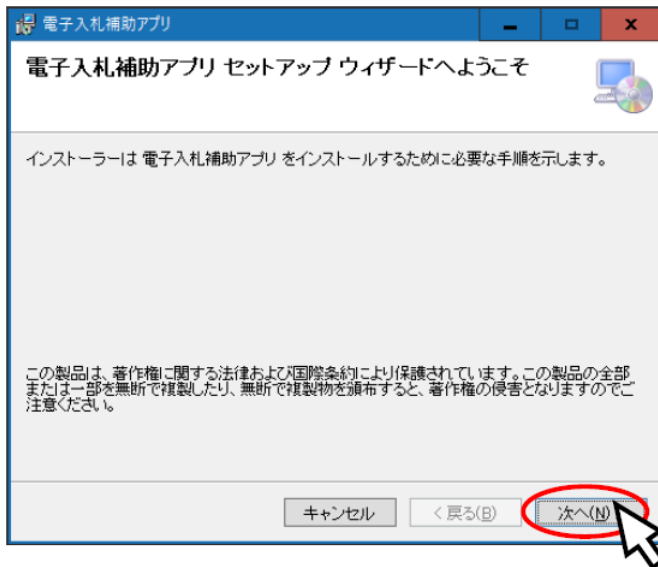 電子入札補助アプリ
電子入札補助アプリ セットアップ ウィザードへようこそ
インストーラーは 電子入札補助アプリ をインストールするために必要な手順を示します。
この製品は、著作権に関する法律および国際条約により保護されています。この製品の全部
または一部を無断で複製したり、無断で複製物を頒布すると、著作権の侵害となりますのでご
注意ください。
キャンセル < 戻る(B) 次へ(N)